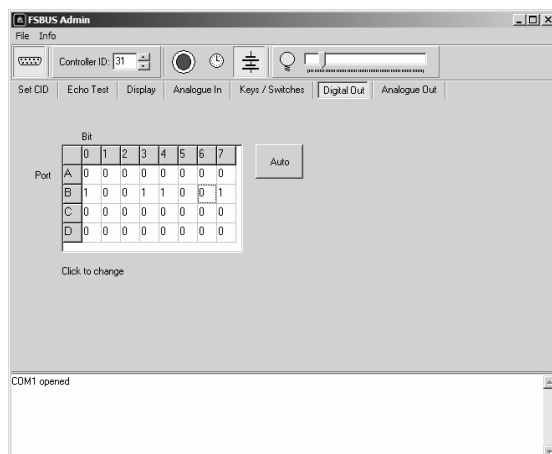 FSBUS Admin
File Info
Controller ID: 31
Set CID Echo Test Display Analogue In Keys / Switches Digital Out Analogue Out
Bit
0 1 2 3 4 5 6 7
Auto
Port A 0 0 0 0 0 0 0 0
B 1 0 0 1 1 0 0 1
C 0 0 0 0 0 0 0 0
D 0 0 0 0 0 0 0 0
Click to change
COM1 opened